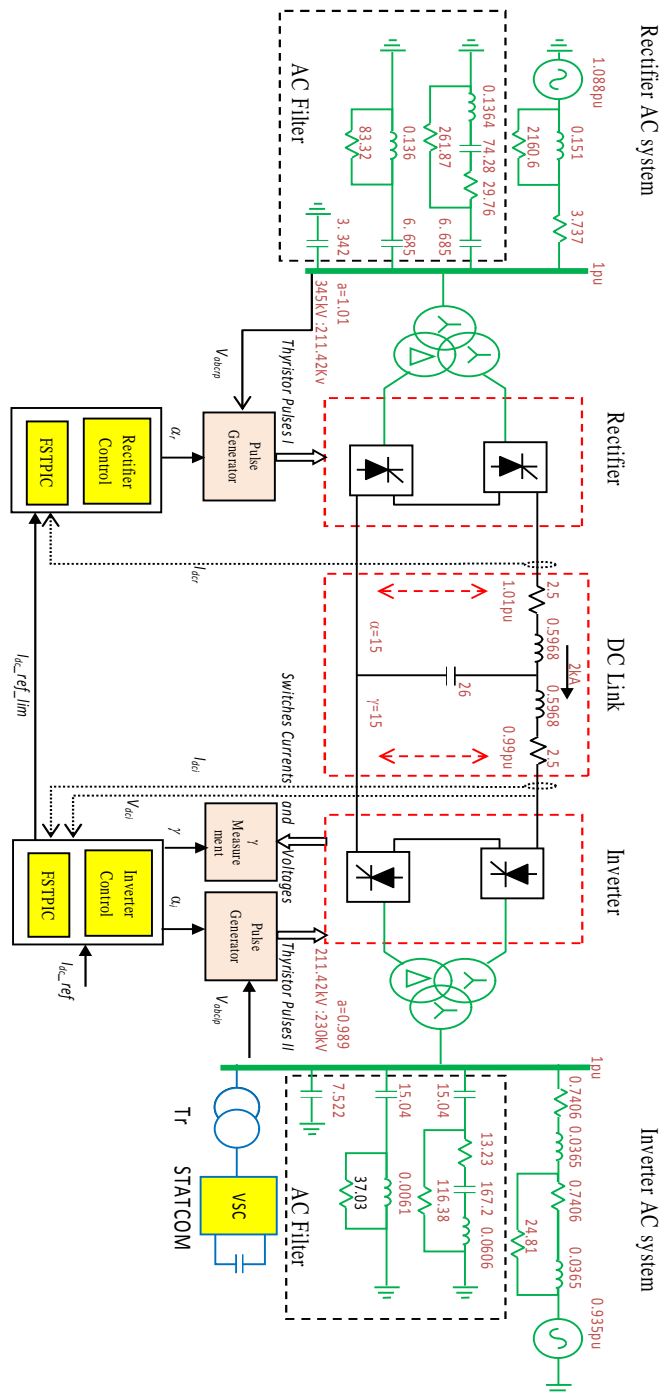 Rectifier AC system
Rectifier
DC Link
Inverter
Inverter AC system
1.088pu
0.151
2160.6
3.737
1pu
0.1364
74.28
29.76
261.87
6.685
0.136
83.32
6.685
3.342
AC Filter
a=1.01
345kV :211.42Kv
Vabcrp
Thyristor Pulses I
Pulse
Generator
αr
Rectifier
Control
FSTPIC
Idcr
Idc_ref_lim
2.5
0.5968
2kA
0.5968
2.5
1.01pu
0.99pu
α=15
26
γ=15
Switches Currents and
Voltages
Idci
Vdci
γ
Measure
ment
γ
Pulse
Generator
αi
Inverter
Control
FSTPIC
Idc_ref
Thyristor Pulses II
a=0.989
211.42kV :230kV
Vabcip
1pu
0.7406
0.0365
0.7406
0.0365
24.81
0.935pu
15.04
13.23
167.2
0.0606
116.38
15.04
0.0061
37.03
7.522
AC Filter
Tr
VSC
STATCOM